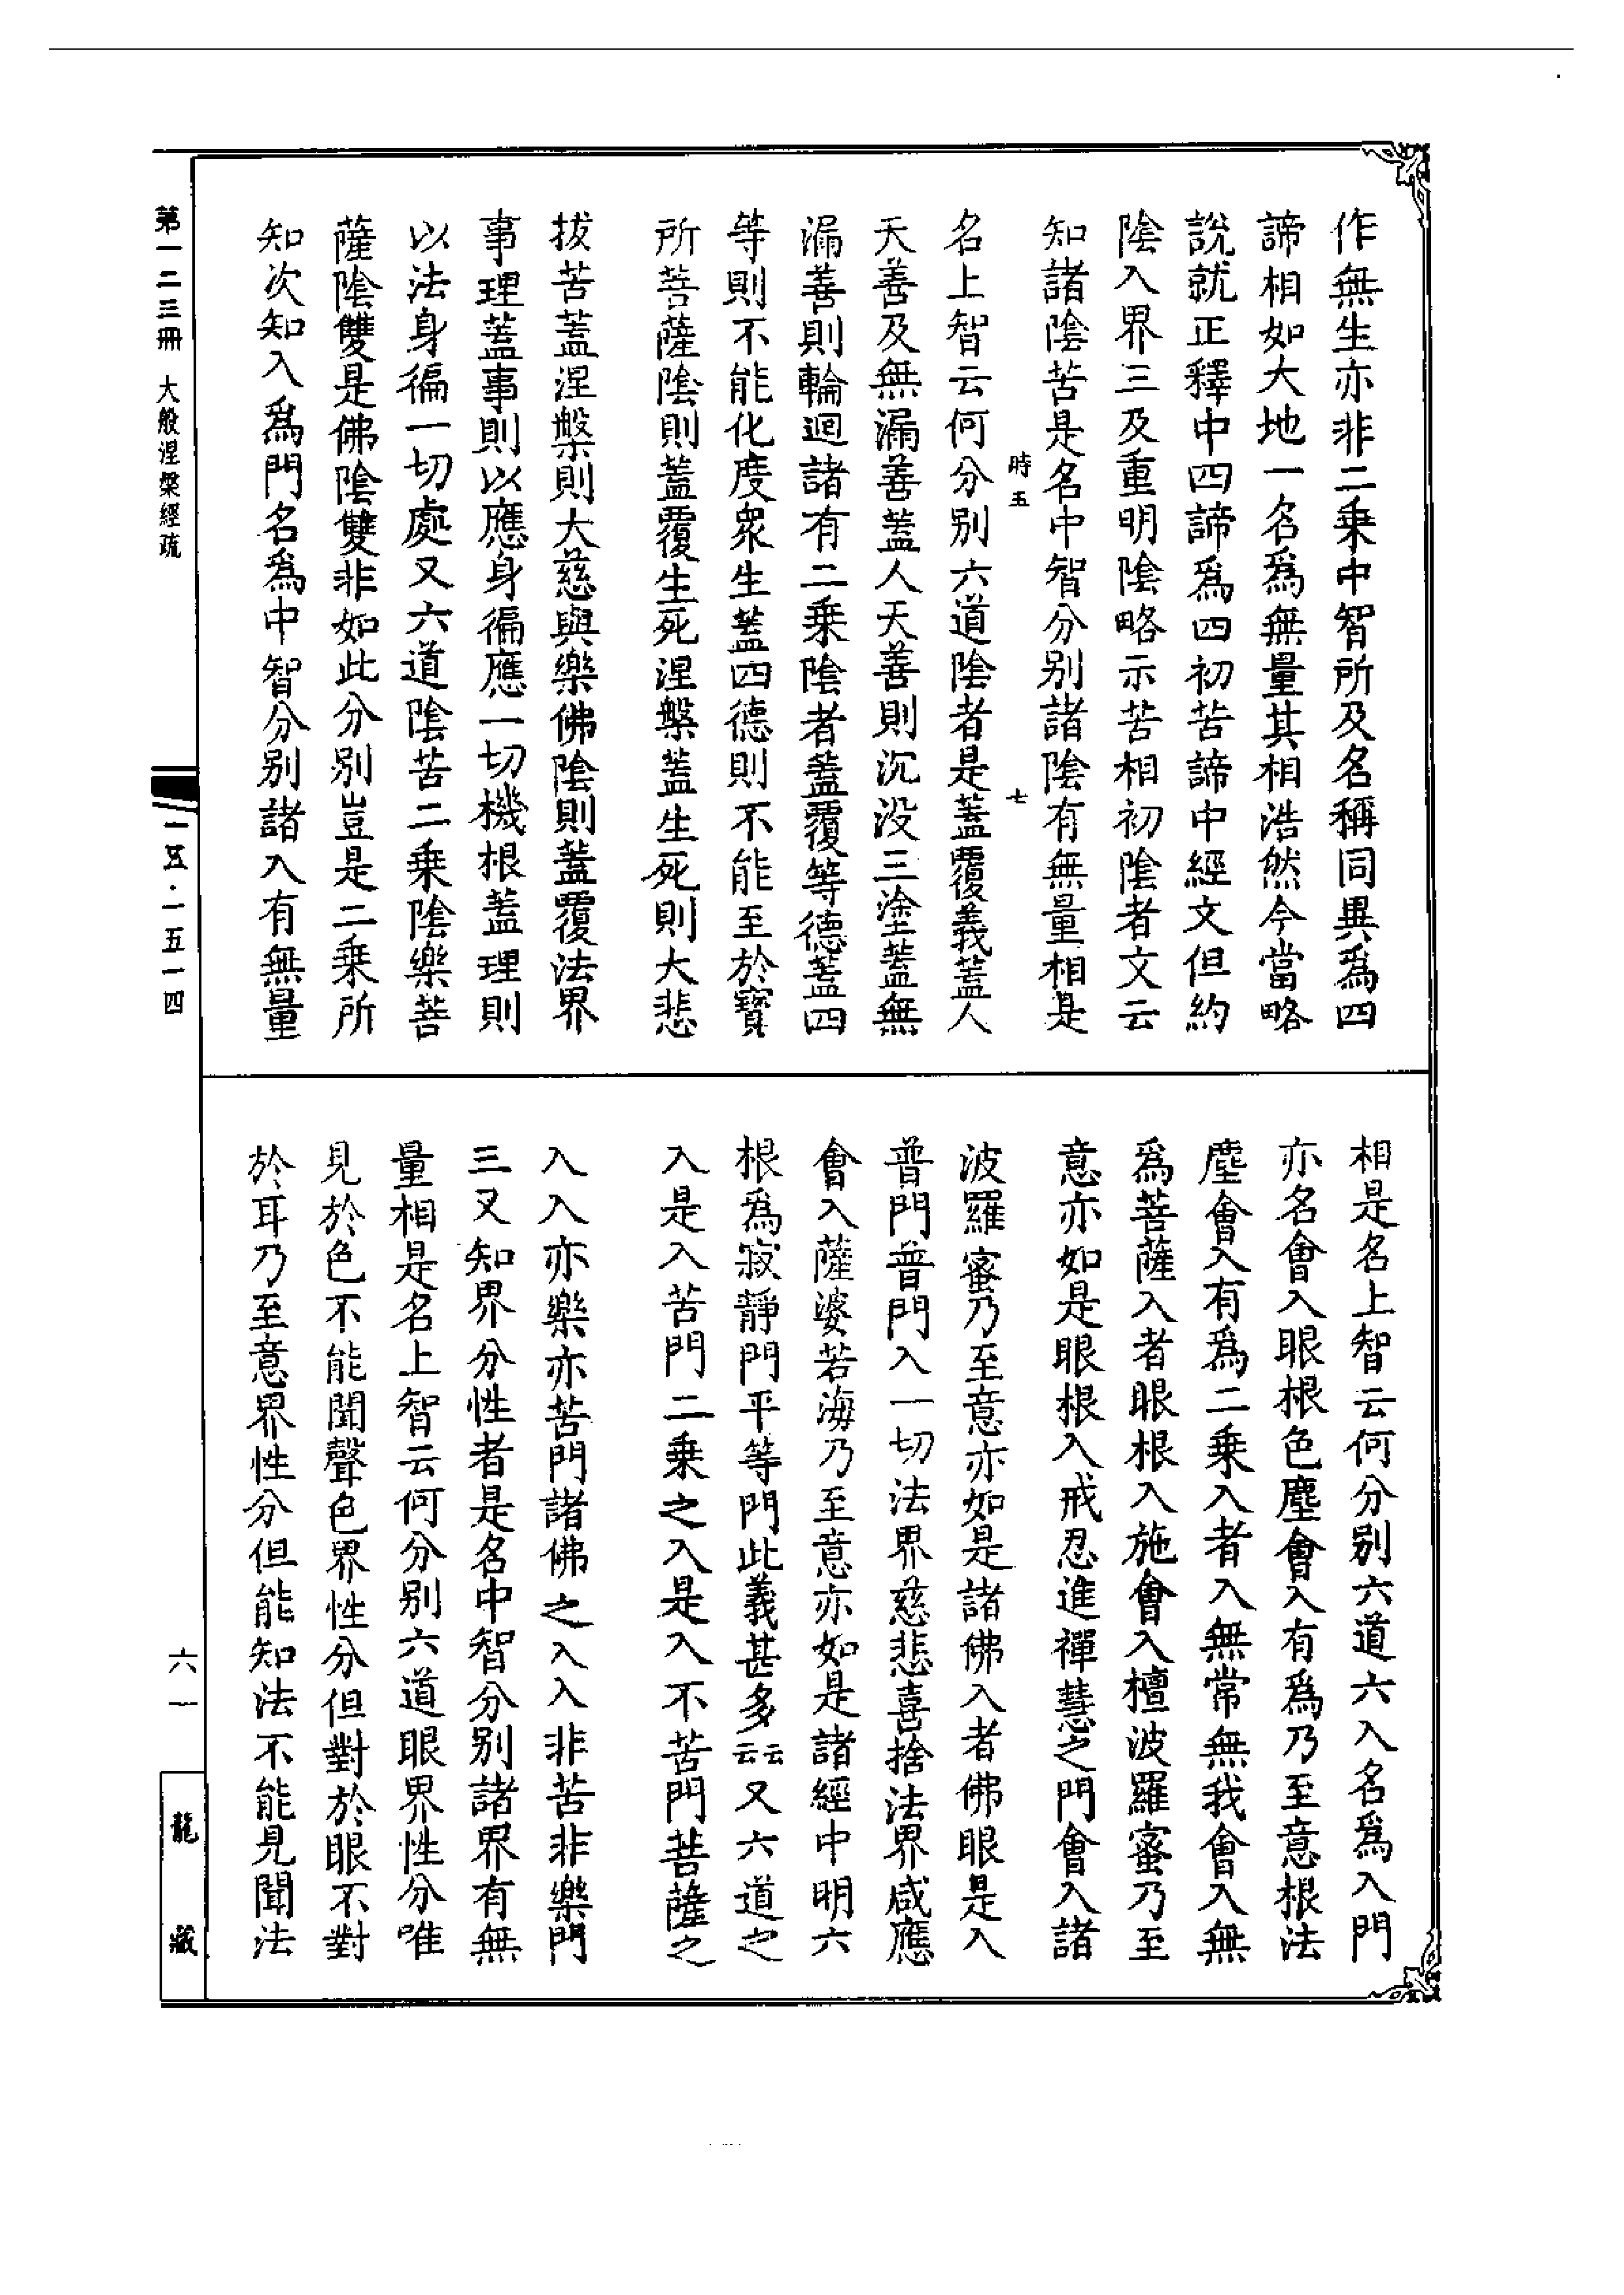 作無生亦非二乗中智所及名稱同異爲四
諦相如大地一名爲無量其相浩然今當略
說就正釋中四諦爲四初苦諦中經文但約
陰入界三及重明陰略示苦相初陰者文云
知諸陰苦是名中智分別諸陰有無量相是
時五 七
名上智云何分別六道陰者是蓋覆義蓋人
天善及無漏善蓋人天善則沉没三塗蓋無
漏善則輪迴諸有二乗陰者蓋覆等德蓋四
等則不能化度衆生蓋四德則不能至於寶
所菩薩陰則蓋覆生死涅槃蓋生死則大悲
拔苦蓋涅槃則大慈與樂佛陰則蓋覆法界
事理蓋事則以應身徧應一切機根蓋理則
以法身徧一切處又六道陰苦二乗陰樂菩
薩陰雙是佛陰雙非如此分別豈是二乗所
知次知入爲門名爲中智分別諸入有無量
相是名上智云何分別六道六入名爲入門
亦名會入眼根色塵會入有爲乃至意根法
塵會入有爲二乗入者入無常無我會入無
爲菩薩入者眼根入施會入檀波羅蜜乃至
意亦如是眼根入戒忍進禪慧之門會入諸
波羅蜜乃至意亦如是諸佛入者佛眼是入
普門普門入一切法界慈悲喜捨法界咸應
會入薩婆若海乃至意亦如是諸經中明六
根爲寂靜門平等門此義甚多云云又六道之
入是入苦門二乗之入是入不苦門菩薩之
入入亦樂亦苦門諸佛之入入非苦非樂門
三又知界分性者是名中智分別諸界有無
量相是名上智云何分別六道眼界性分唯
見於色不能聞聲色界性分但對於眼不對
於耳乃至意界性分但能知法不能見聞法
第一二三冊 大般涅槃經疏
一五·一五一四
六一
龍藏